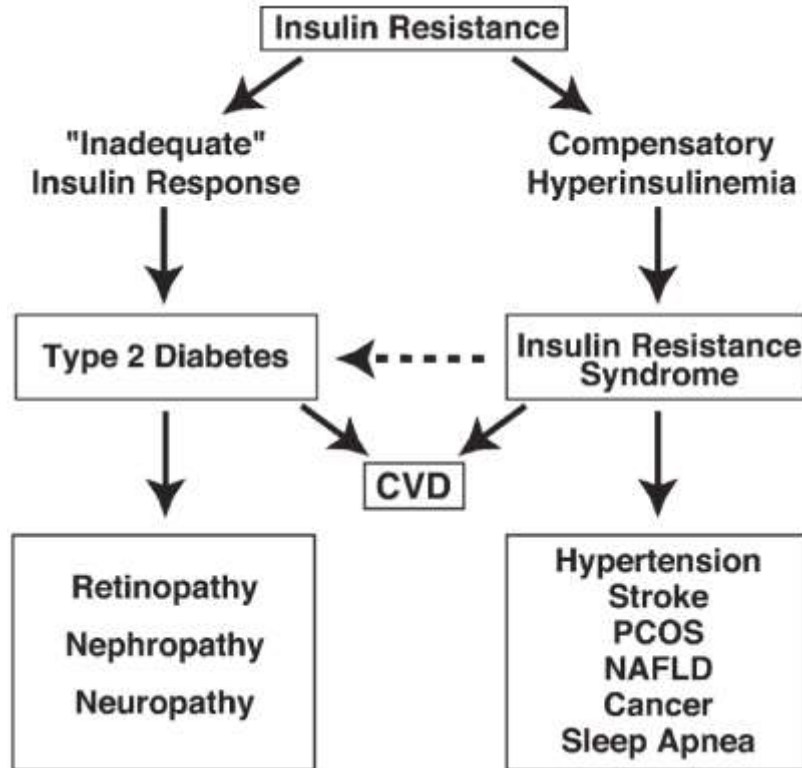 Insulin Resistance
"Inadequate"
Insulin Response
Compensatory
Hyperinsulinemia
Type 2 Diabetes
Insulin Resistance
Syndrome
CVD
Retinopathy
Nephropathy
Neuropathy
Hypertension
Stroke
PCOS
NAFLD
Cancer
Sleep Apnea